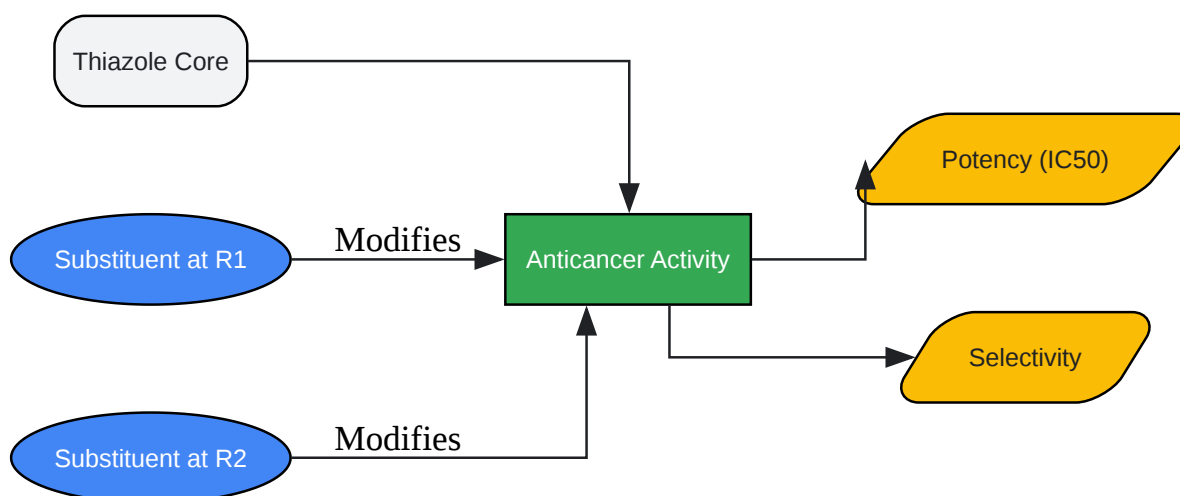 Thiazole Core
Potency (IC50)
Modifies
Substituent at R1
Anticancer Activity
Selectivity
Modifies
Substituent at R2